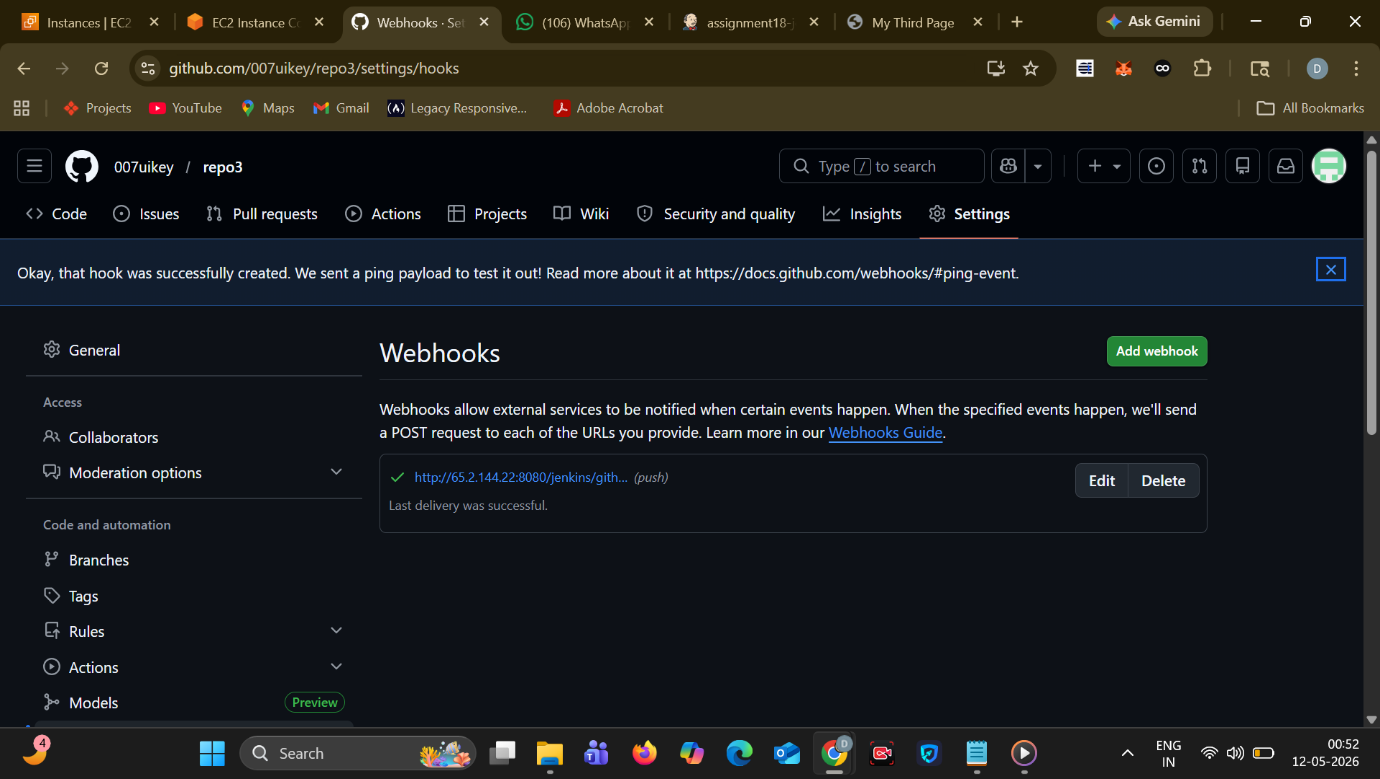 Instances | EC2
EC2 Instance Co
Webhooks · Set
(106) WhatsApp
assignment18-j
My Third Page
Ask Gemini
github.com/007uikey/repo3/settings/hooks
D
Projects
YouTube
Maps
Gmail
Legacy Responsive...
Adobe Acrobat
All Bookmarks
007uikey / repo3
Type / to search
Code
Issues
Pull requests
Actions
Projects
Wiki
Security and quality
Insights
Settings
Okay, that hook was successfully created. We sent a ping payload to test it out! Read more about it at https://docs.github.com/webhooks/#ping-event.
General
Access
Collaborators
Moderation options
Code and automation
Branches
Tags
Rules
Actions
Models Preview
Webhooks
Add webhook
Webhooks allow external services to be notified when certain events happen. When the specified events happen, we'll send
a POST request to each of the URLs you provide. Learn more in our Webhooks Guide.
http://65.2.144.22:8080/jenkins/gith... (push)
Edit
Delete
Last delivery was successful.
4
Search
D
ENG
IN
00:52
12-05-2026